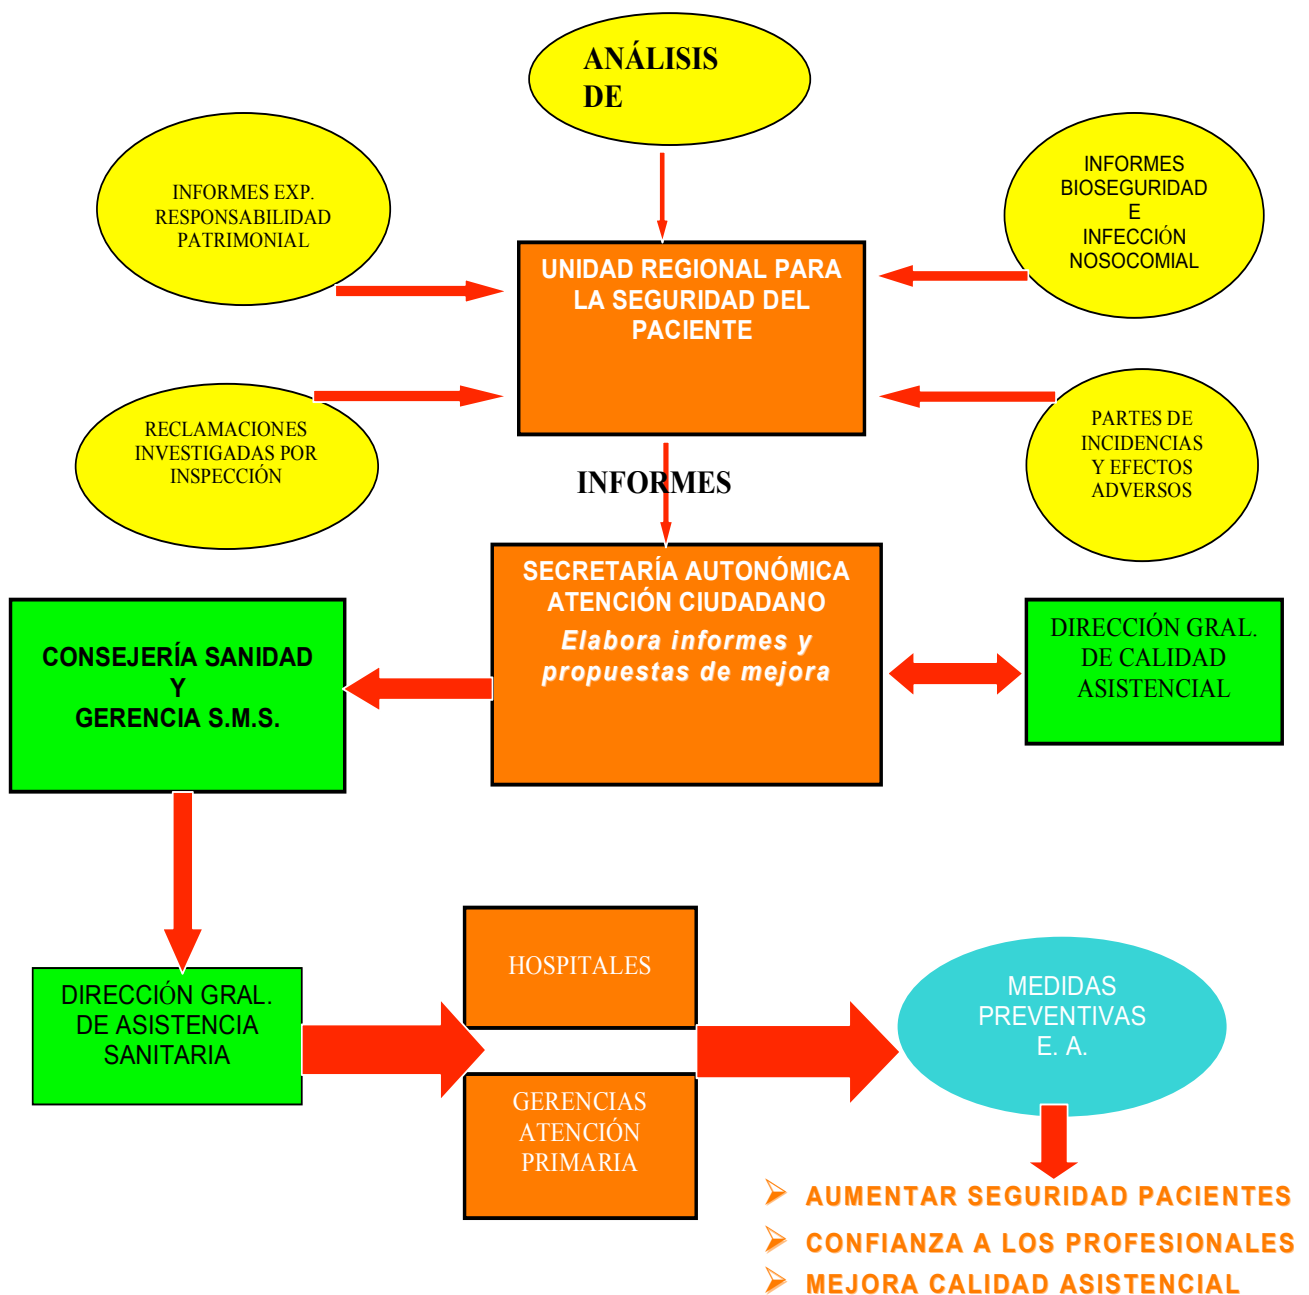 ANÁLISIS
DE
INFORMES EXP.
RESPONSABILIDAD
PATRIMONIAL
INFORMES
BIOSEGURIDAD
E
INFECCIÓN
NOSOCOMIAL
UNIDAD REGIONAL PARA
LA SEGURIDAD DEL
PACIENTE
RECLAMACIONES
INVESTIGADAS POR
INSPECCIÓN
PARTES DE
INCIDENCIAS
Y EFECTOS
ADVERSOS
INFORMES
SECRETARÍA AUTONÓMICA
ATENCIÓN CIUDADANO
Elabora informes y
propuestas de mejora
CONSEJERÍA SANIDAD
Y
GERENCIA S.M.S.
DIRECCIÓN GRAL.
DE CALIDAD
ASISTENCIAL
DIRECCIÓN GRAL.
DE ASISTENCIA
SANITARIA
HOSPITALES
GERENCIAS
ATENCIÓN
PRIMARIA
MEDIDAS
PREVENTIVAS
E. A.
AUMENTAR SEGURIDAD PACIENTES
CONFIANZA A LOS PROFESIONALES
MEJORA CALIDAD ASISTENCIAL